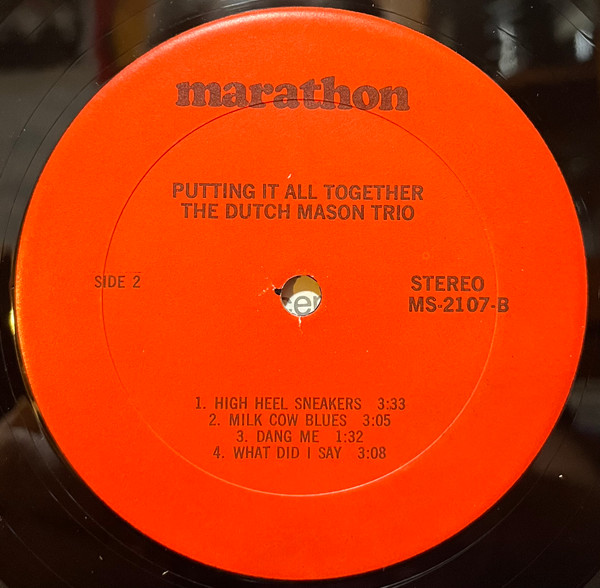 marathon
PUTTING IT ALL TOGETHER
THE DUTCH MASON TRIO
SIDE 2
STEREO
MS-2107-B
cer
1. HIGH HEEL SNEAKERS 3:33
2. MILK COW BLUES 3:05
3. DANG ME 1:32
4. WHAT DID I SAY 3:08